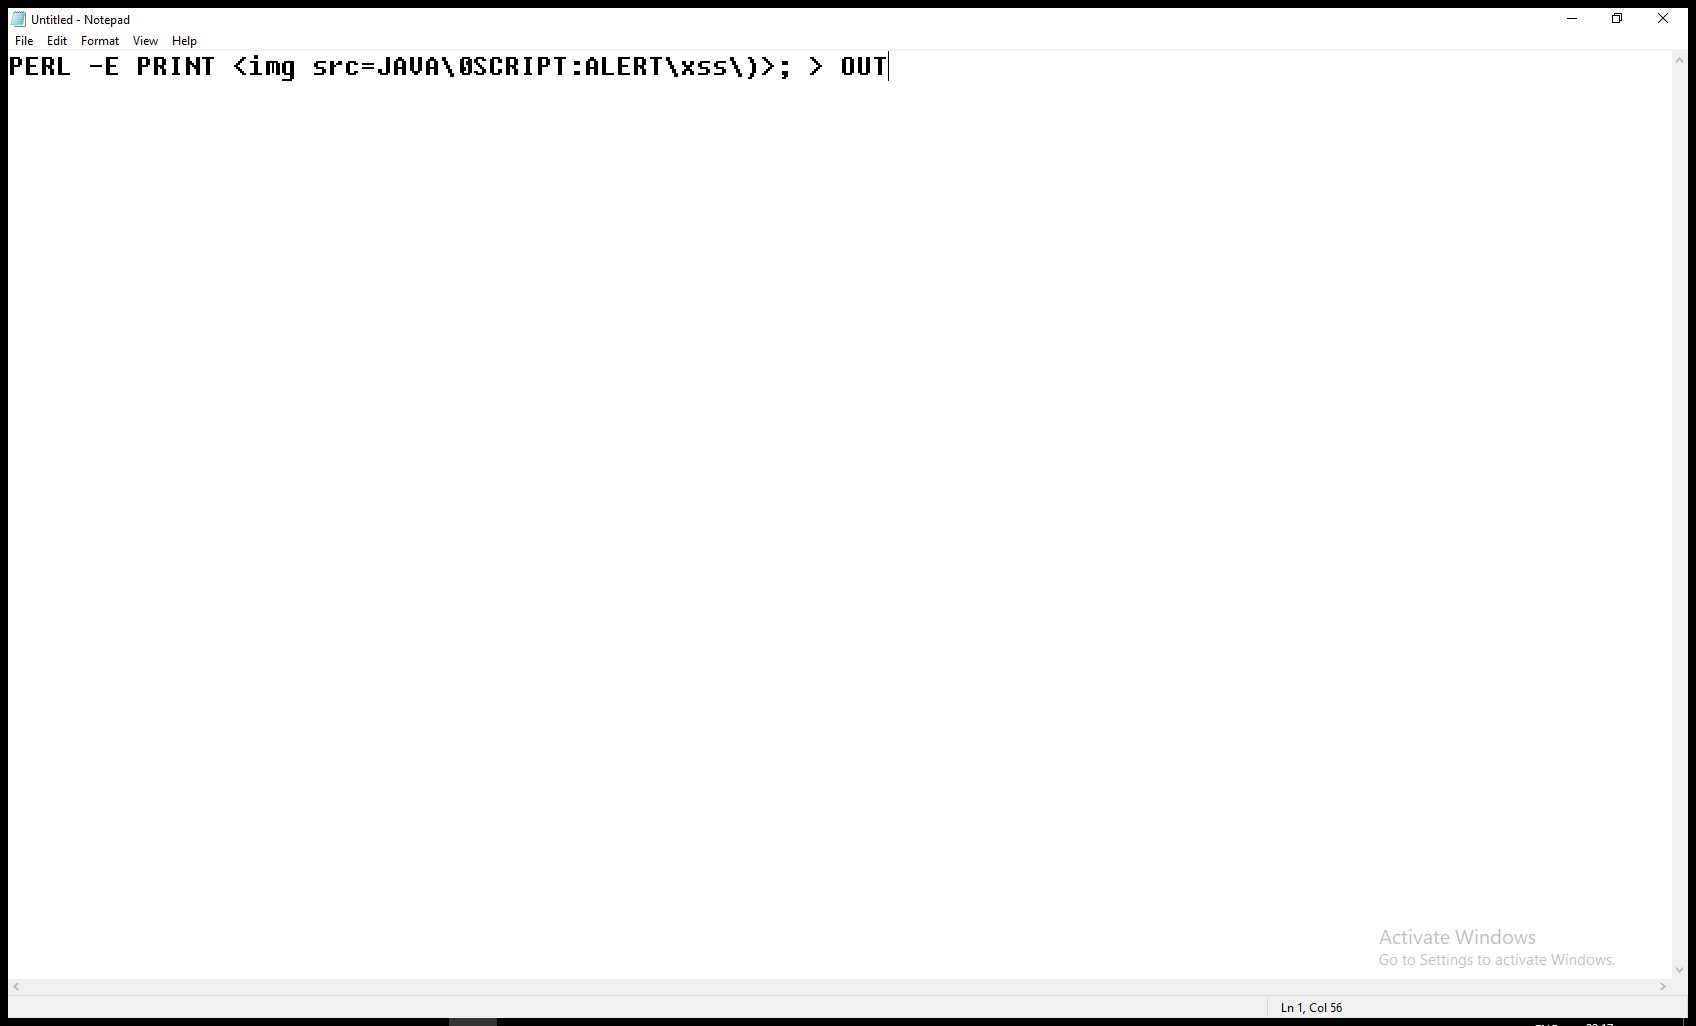 Untitled - Notepad
File Edit Format View Help
PERL -E PRINT <img src=JAVA\0SCRIPT:ALERT\xss\)>; > OUT
Activate Windows
Go to Settings to activate Windows.
Ln 1, Col 56